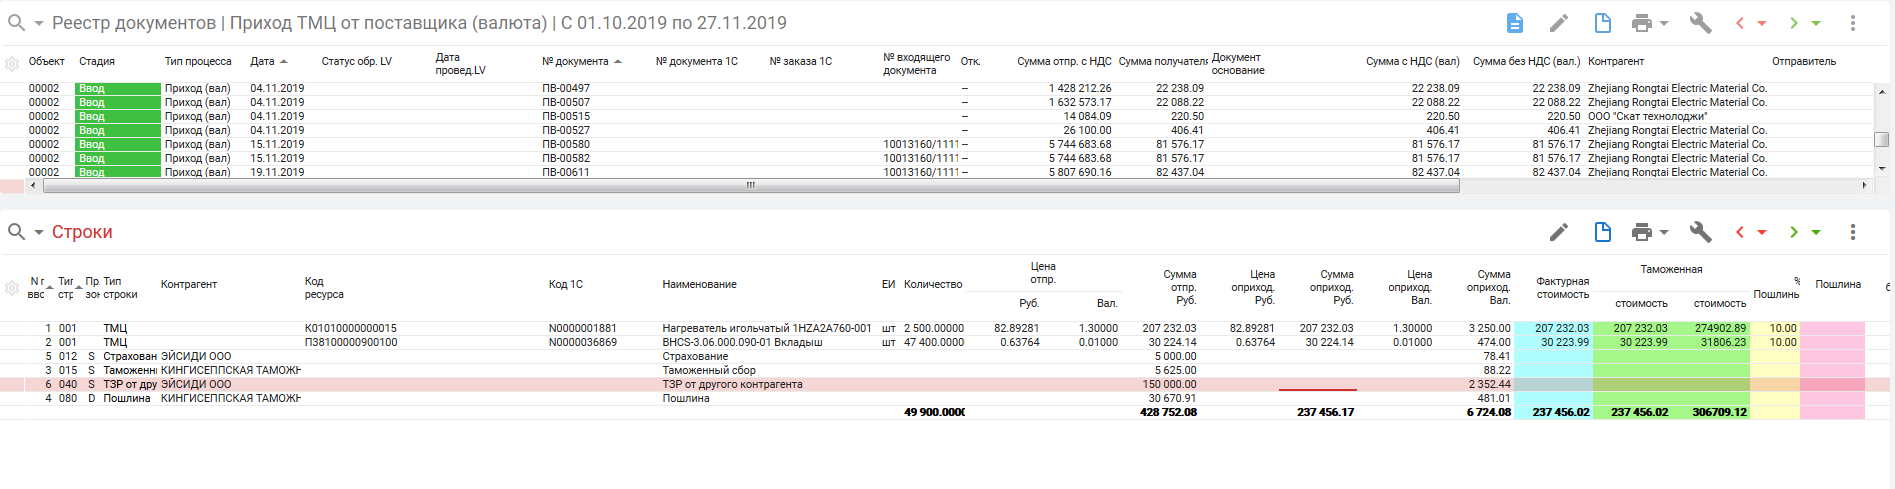 Реестр документов | Приход ТМЦ от поставщика (валюта) | С 01.10.2019 по 27.11.2019
Объект Стадия Тип процесса Дата Статус обр. LV Дата провед.LV № документа № документа 1С № заказа 1С № входящего документа Отк. Сумма отпр. с НДС Сумма получателя Документ основание Сумма с НДС (вал) Сумма без НДС (вал.) Контрагент Отправитель
00002 Ввод Приход (вал) 04.11.2019 ПВ-00497 -- 1 428 212.26 22 238.09 22 238.09 22 238.09 Zhejiang Rongtai Electric Material Co.
00002 Ввод Приход (вал) 04.11.2019 ПВ-00507 -- 1 632 573.17 22 088.22 22 088.22 22 088.22 Zhejiang Rongtai Electric Material Co.
00002 Ввод Приход (вал) 04.11.2019 ПВ-00515 -- 14 084.09 220.50 220.50 220.50 ООО "Скат технолоджи"
00002 Ввод Приход (вал) 04.11.2019 ПВ-00527 -- 26 100.00 406.41 406.41 406.41 Zhejiang Rongtai Electric Material Co.
00002 Ввод Приход (вал) 15.11.2019 ПВ-00580 10013160/1111 -- 5 744 683.68 81 576.17 81 576.17 81 576.17 Zhejiang Rongtai Electric Material Co.
00002 Ввод Приход (вал) 15.11.2019 ПВ-00582 10013160/1111 -- 5 744 683.68 81 576.17 81 576.17 81 576.17 Zhejiang Rongtai Electric Material Co.
00002 Ввод Приход (вал) 19.11.2019 ПВ-00611 10013160/1111 -- 5 807 690.16 82 437.04 82 437.04 82 437.04 Zhejiang Rongtai Electric Material Co.
Строки
N п ввс Тип стр Пр. зон Тип строки Контрагент Код ресурса Код 1С Наименование ЕИ Количество Цена отпр. Руб. Вал. Сумма отпр. Руб. Цена оприход. Руб. Сумма оприход. Руб. Цена оприход. Вал. Сумма оприход. Вал. Фактурная стоимость Таможенная стоимость стоимость % Пошлинь Пошлина
1 001 ТМЦ К01010000000015 N0000001881 Нагреватель игольчатый 1HZA2A760-001 шт 2 500.00000 82.89281 1.30000 207 232.03 82.89281 207 232.03 1.30000 3 250.00 207 232.03 207 232.03 274902.89 10.00
2 001 ТМЦ П38100000900100 N0000036869 BHCS-3.06.000.090-01 Вкладыш шт 47 400.0000 0.63764 0.01000 30 224.14 0.63764 30 224.14 0.01000 474.00 30 223.99 30 223.99 31806.23 10.00
5 012 S Страхован ЭЙСИДИ ООО Страхование 5 000.00 78.41
3 015 S Таможенн КИНГИСЕППСКАЯ ТАМОЖН Таможенный сбор 5 625.00 88.22
6 040 S ТЗР от дру ЭЙСИДИ ООО ТЗР от другого контрагента 150 000.00 2 352.44
4 080 D Пошлина КИНГИСЕППСКАЯ ТАМОЖН Пошлина 30 670.91 481.01
49 900.0000 428 752.08 237 456.17 6 724.08 237 456.02 237 456.02 306709.12